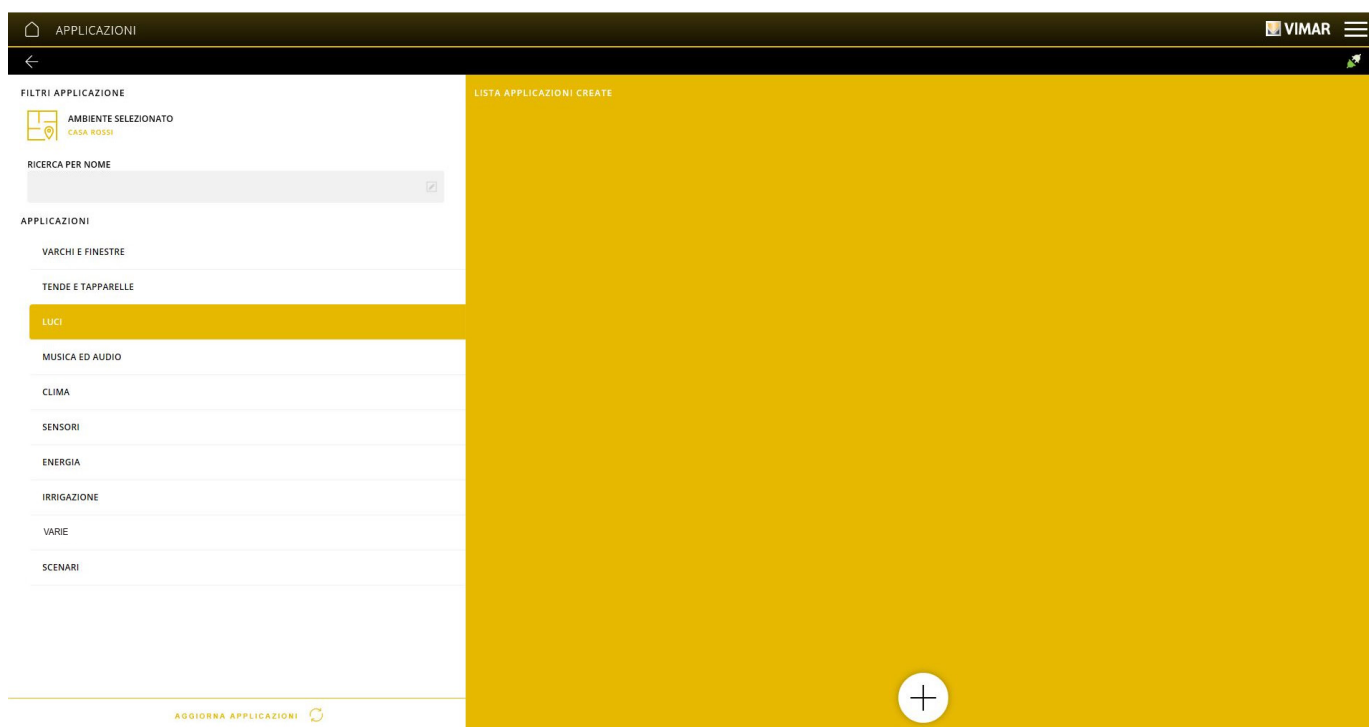 APPLICAZIONI
VIMAR
FILTRI APPLICAZIONE
AMBIENTE SELEZIONATO
CASA ROSSI
RICERCA PER NOME
APPLICAZIONI
VARCHI E FINESTRE
TENDE E TAPPARELLE
LUCI
MUSICA ED AUDIO
CLIMA
SENSORI
ENERGIA
IRRIGAZIONE
VARIE
SCENARI
AGGIORNA APPLICAZIONI
LISTA APPLICAZIONI CREATE